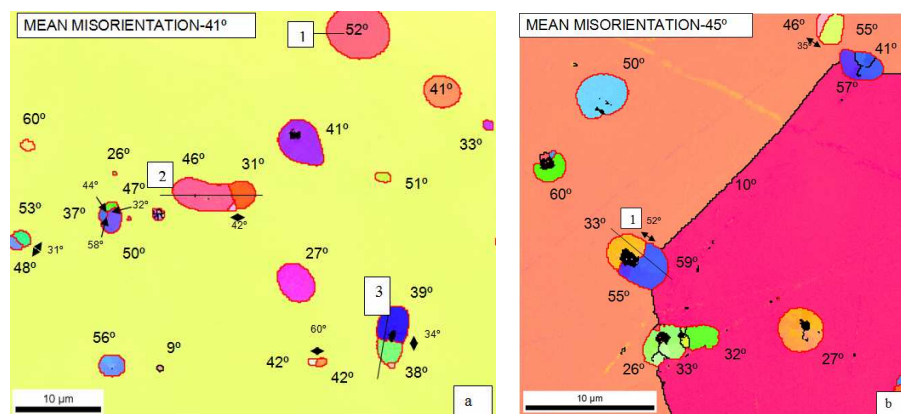 MEAN MISORIENTATION-41º
1
52º
41º
60º
41º
33º
26º
46º
31º
2
51º
44º
47º
53º
37º
32º
42º
31º
58º
50º
48º
27º
3
39º
60º
34º
56º
9º
42º
42º
38º
10 µm
a
MEAN MISORIENTATION-45º
46º
55º
35º
41º
50º
57º
60º
10º
33º
1
52º
59º
55º
32º
26º
33º
27º
10 µm
b